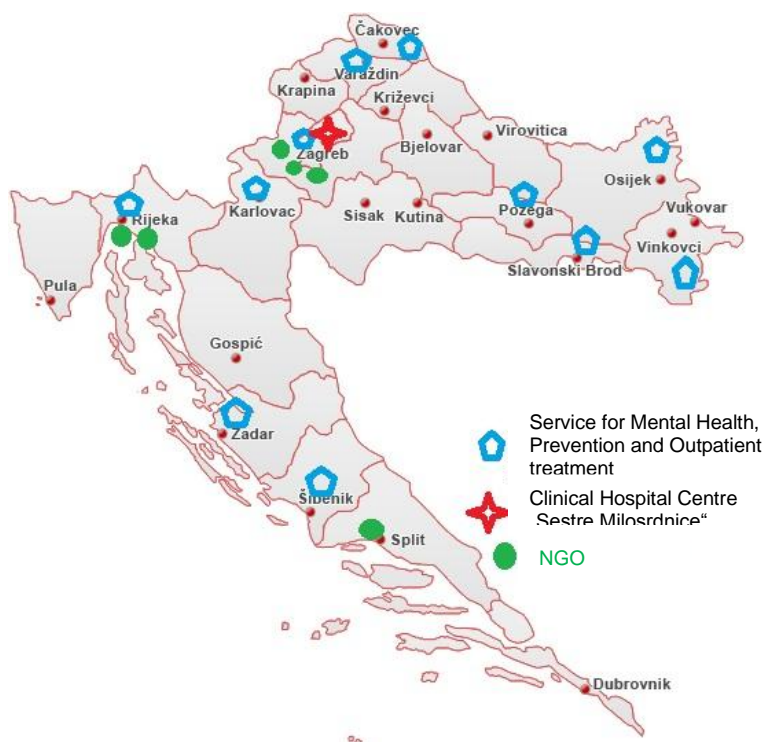 Čakovec
Varaždin
Krapina
Križevci
Virovitica
Bjelovar
Zagreb
Osijek
Karlovac
Sisak
Kutina
Požega
Vukovar
Rijeka
Vinkovci
Slavonski Brod
Pula
Gospić
Zadar
Šibenik
Split
Dubrovnik
Service for Mental Health,
Prevention and Outpatient
treatment
Clinical Hospital Centre
„Sestre Milosrdnice“
NGO